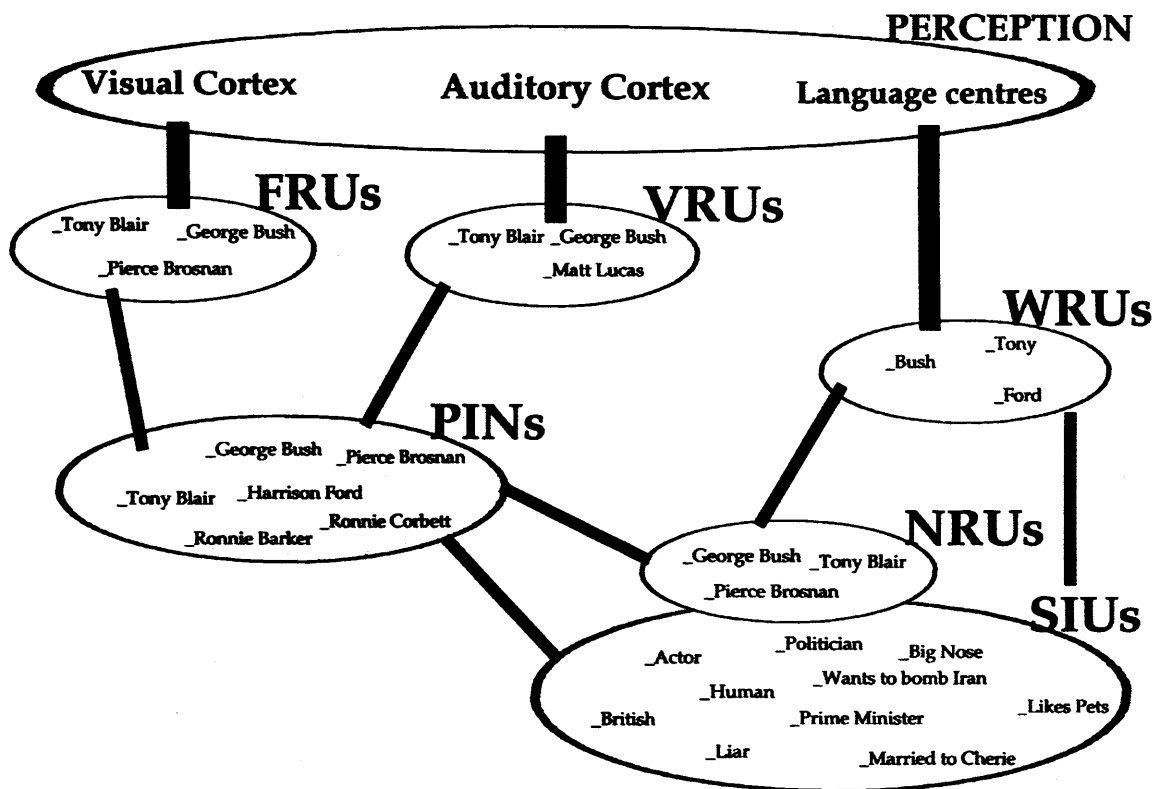 PERCEPTION
Visual Cortex
Auditory Cortex
Language centres
FRUs
_Tony Blair
_George Bush
_Pierce Brosnan
VRUs
_Tony Blair
_George Bush
_Matt Lucas
WRUs
_Bush
_Tony
_Ford
PINs
_George Bush
_Pierce Brosnan
_Tony Blair
_Harrison Ford
_Ronnie Corbett
_Ronnie Barker
NRUs
_George Bush
_Tony Blair
_Pierce Brosnan
SIUs
_Politician
_Actor
_Big Nose
_Wants to bomb Iran
_Human
_Likes Pets
_British
_Prime Minister
_Liar
_Married to Cherie